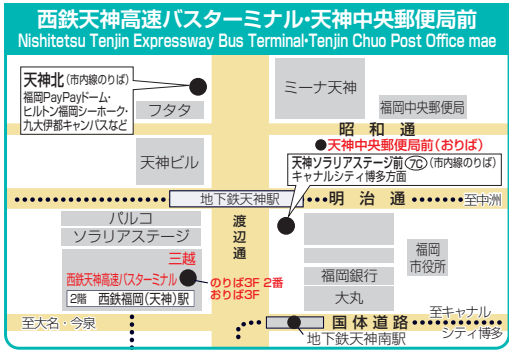 西鉄天神高速バスターミナル・天神中央郵便局前
Nishitetsu Tenjin Expressway Bus Terminal・Tenjin Chuo Post Office mae
天神北(市内線のりば)
福岡PayPayドーム・
ヒルトン福岡シーホーク・
九大伊都キャンパスなど
フタタ
ミーナ天神
福岡中央郵便局
昭和通
天神中央郵便局前(おりば)
天神ビル
天神ソラリアステージ前 7C (市内線のりば)
キャナルシティ博多方面
地下鉄天神駅
明治通
至中洲
パルコ
ソラリアステージ
渡辺通
三越
西鉄天神高速バスターミナル
のりば3F 2番
おりば3F
2階 西鉄福岡(天神)駅
福岡銀行
大丸
福岡
市役所
至大名・今泉
国体道路
至キャナル
シティ博多
地下鉄天神南駅